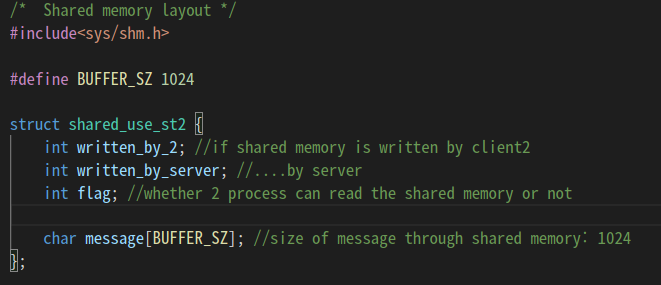 /*  Shared memory layout */
#include<sys/shm.h>
#define BUFFER_SZ 1024
struct shared_use_st2 {
int written_by_2; //if shared memory is written by client2
int written_by_server; //....by server
int flag; //whether 2 process can read the shared memory or not
char message[BUFFER_SZ]; //size of message through shared memory: 1024
};